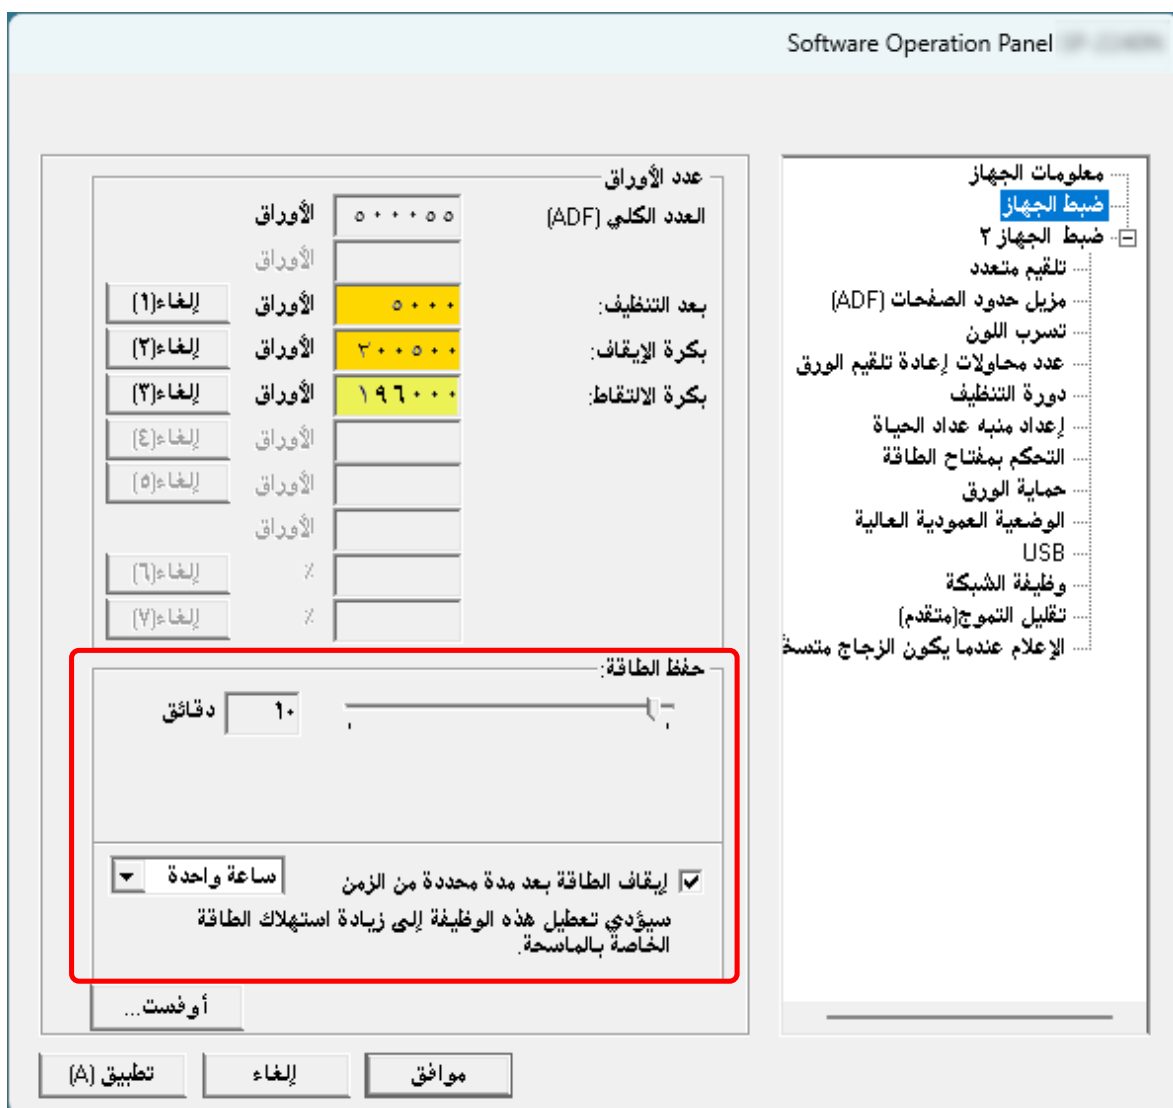 Software Operation Panel
معلومات الجهاز
ضبط الجهاز
ضبط الجهاز ٢
تلقيم متعدد
مزيل حدود الصفحات (ADF)
تسرب اللون
عدد محاولات إعادة تلقيم الورق
دورة التنظيف
إعداد منبه عداد الحياة
التحكم بمفتاح الطاقة
حماية الورق
الوضعية العمودية العالية
USB
وظيفة الشبكة
تقليل التموج(متقدم)
الإعلام عندما يكون الزجاج متسخ
عدد الأوراق
العدد الكلي (ADF) ٥٠٠٠٥٥ الأوراق
الأوراق
بعد التنظيف: ٥٠٠٠ الأوراق إلغاء(١)
بكرة الإيقاف: ٢٠٠٥٠٠ الأوراق إلغاء(٢)
بكرة الالتقاط: ١٩٦٠٠٠ الأوراق إلغاء(٣)
الأوراق إلغاء(٤)
الأوراق إلغاء(٥)
الأوراق
٪ إلغاء(٦)
٪ إلغاء(٧)
حفظ الطاقة:
١٠ دقائق
إيقاف الطاقة بعد مدة محددة من الزمن ساعة واحدة
سيؤدي تعطيل هذه الوظيفة إلى زيادة استهلاك الطاقة
الخاصة بالماسحة.
أوفست...
موافق إلغاء تطبيق (A)